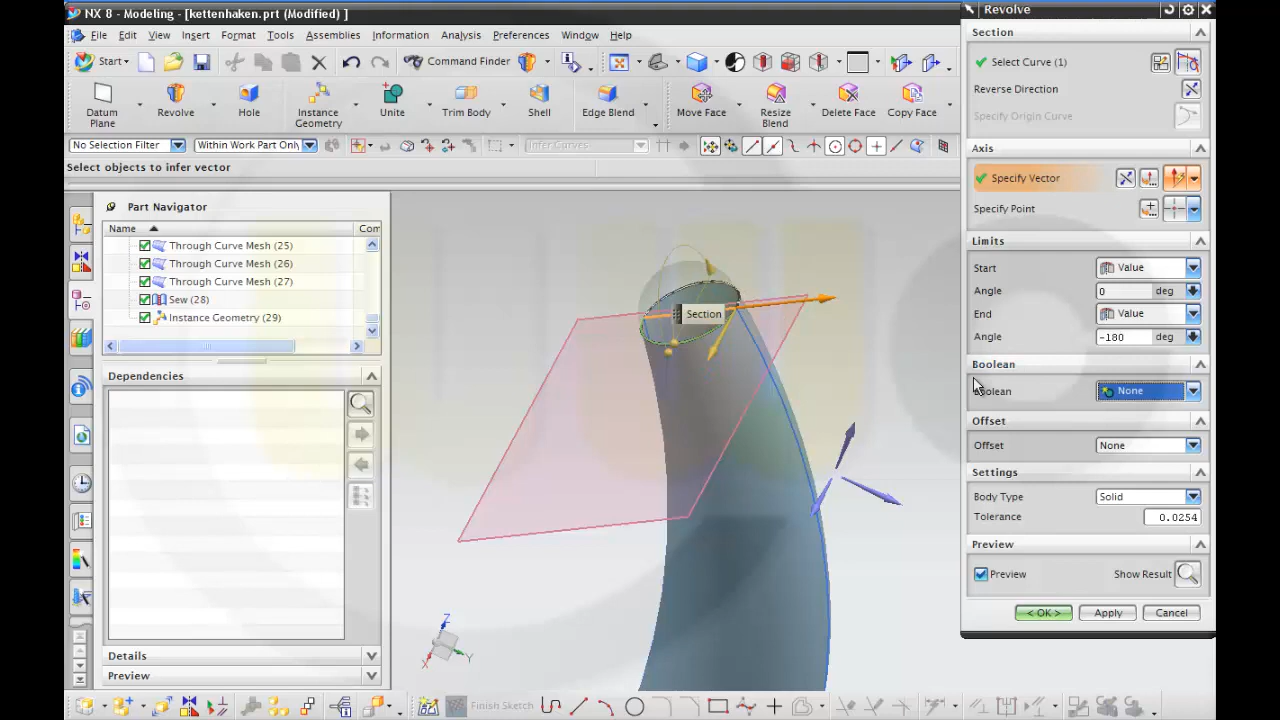 NX 8 - Modeling - [kettenhaken.prt (Modified) ]
File Edit View Insert Format Tools Assemblies Information Analysis Preferences Window Help
Start Command Finder
Datum Plane Revolve Hole Instance Geometry Unite Trim Body Shell Edge Blend Move Face Resize Blend Delete Face Copy Face
No Selection Filter Within Work Part Only Infer Curves
Select objects to infer vector
Part Navigator
Name Com
Through Curve Mesh (25)
Through Curve Mesh (26)
Through Curve Mesh (27)
Sew (28)
Instance Geometry (29)
Dependencies
Details
Preview
Section
Z
X
Y
Finish Sketch
Revolve
Section
Select Curve (1)
Reverse Direction
Specify Origin Curve
Axis
Specify Vector
Specify Point
Limits
Start Value
Angle 0 deg
End Value
Angle -180 deg
Boolean
Boolean None
Offset
Offset None
Settings
Body Type Solid
Tolerance 0.0254
Preview
Preview Show Result
< OK > Apply Cancel